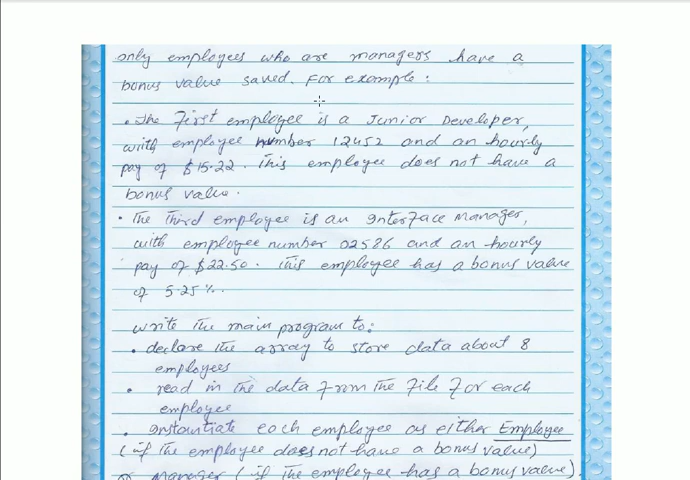 only employees who are managers have a
bonus value saved. For example:
• The First employee is a Junior Developer,
with employee number 12452 and an hourly
pay of $15.22. This employee does not have a
bonus value.
• The Third employee is an Interface Manager,
with employee number 02586 and an hourly
pay of $22.50. This employee has a bonus value
of 5.25%.
write the main program to:
• declare the array to store data about 8
employees
• read in the data from the File for each
employee
• instantiate each employee as either Employee
(if the employee does not have a bonus value)
or manager (if the employee has a bonus value).